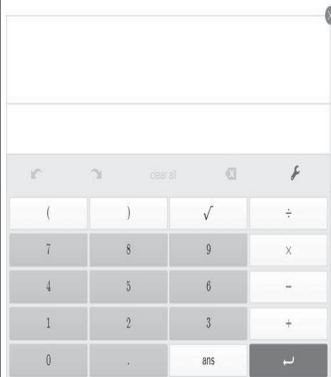 clear all
( ) √ ÷
7 8 9 ×
4 5 6 −
1 2 3 +
0 . ans